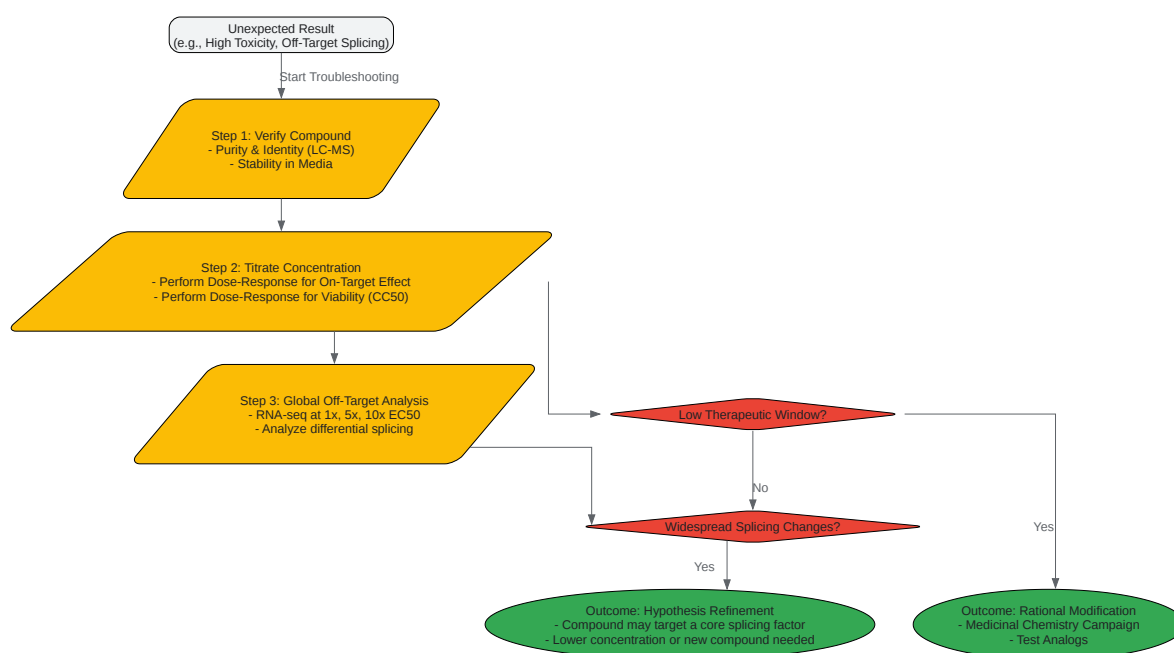 Unexpected Result
(e.g., High Toxicity, Off-Target Splicing)
Start Troubleshooting
Step 1: Verify Compound
- Purity & Identity (LC-MS)
- Stability in Media
Step 2: Titrate Concentration
- Perform Dose-Response for On-Target Effect
- Perform Dose-Response for Viability (CC50)
Step 3: Global Off-Target Analysis
- RNA-seq at 1x, 5x, 10x EC50
- Analyze differential splicing
Low Therapeutic Window?
No
Widespread Splicing Changes?
Yes
Yes
Outcome: Hypothesis Refinement
- Compound may target a core splicing factor
- Lower concentration or new compound needed
Outcome: Rational Modification
- Medicinal Chemistry Campaign
- Test Analogs